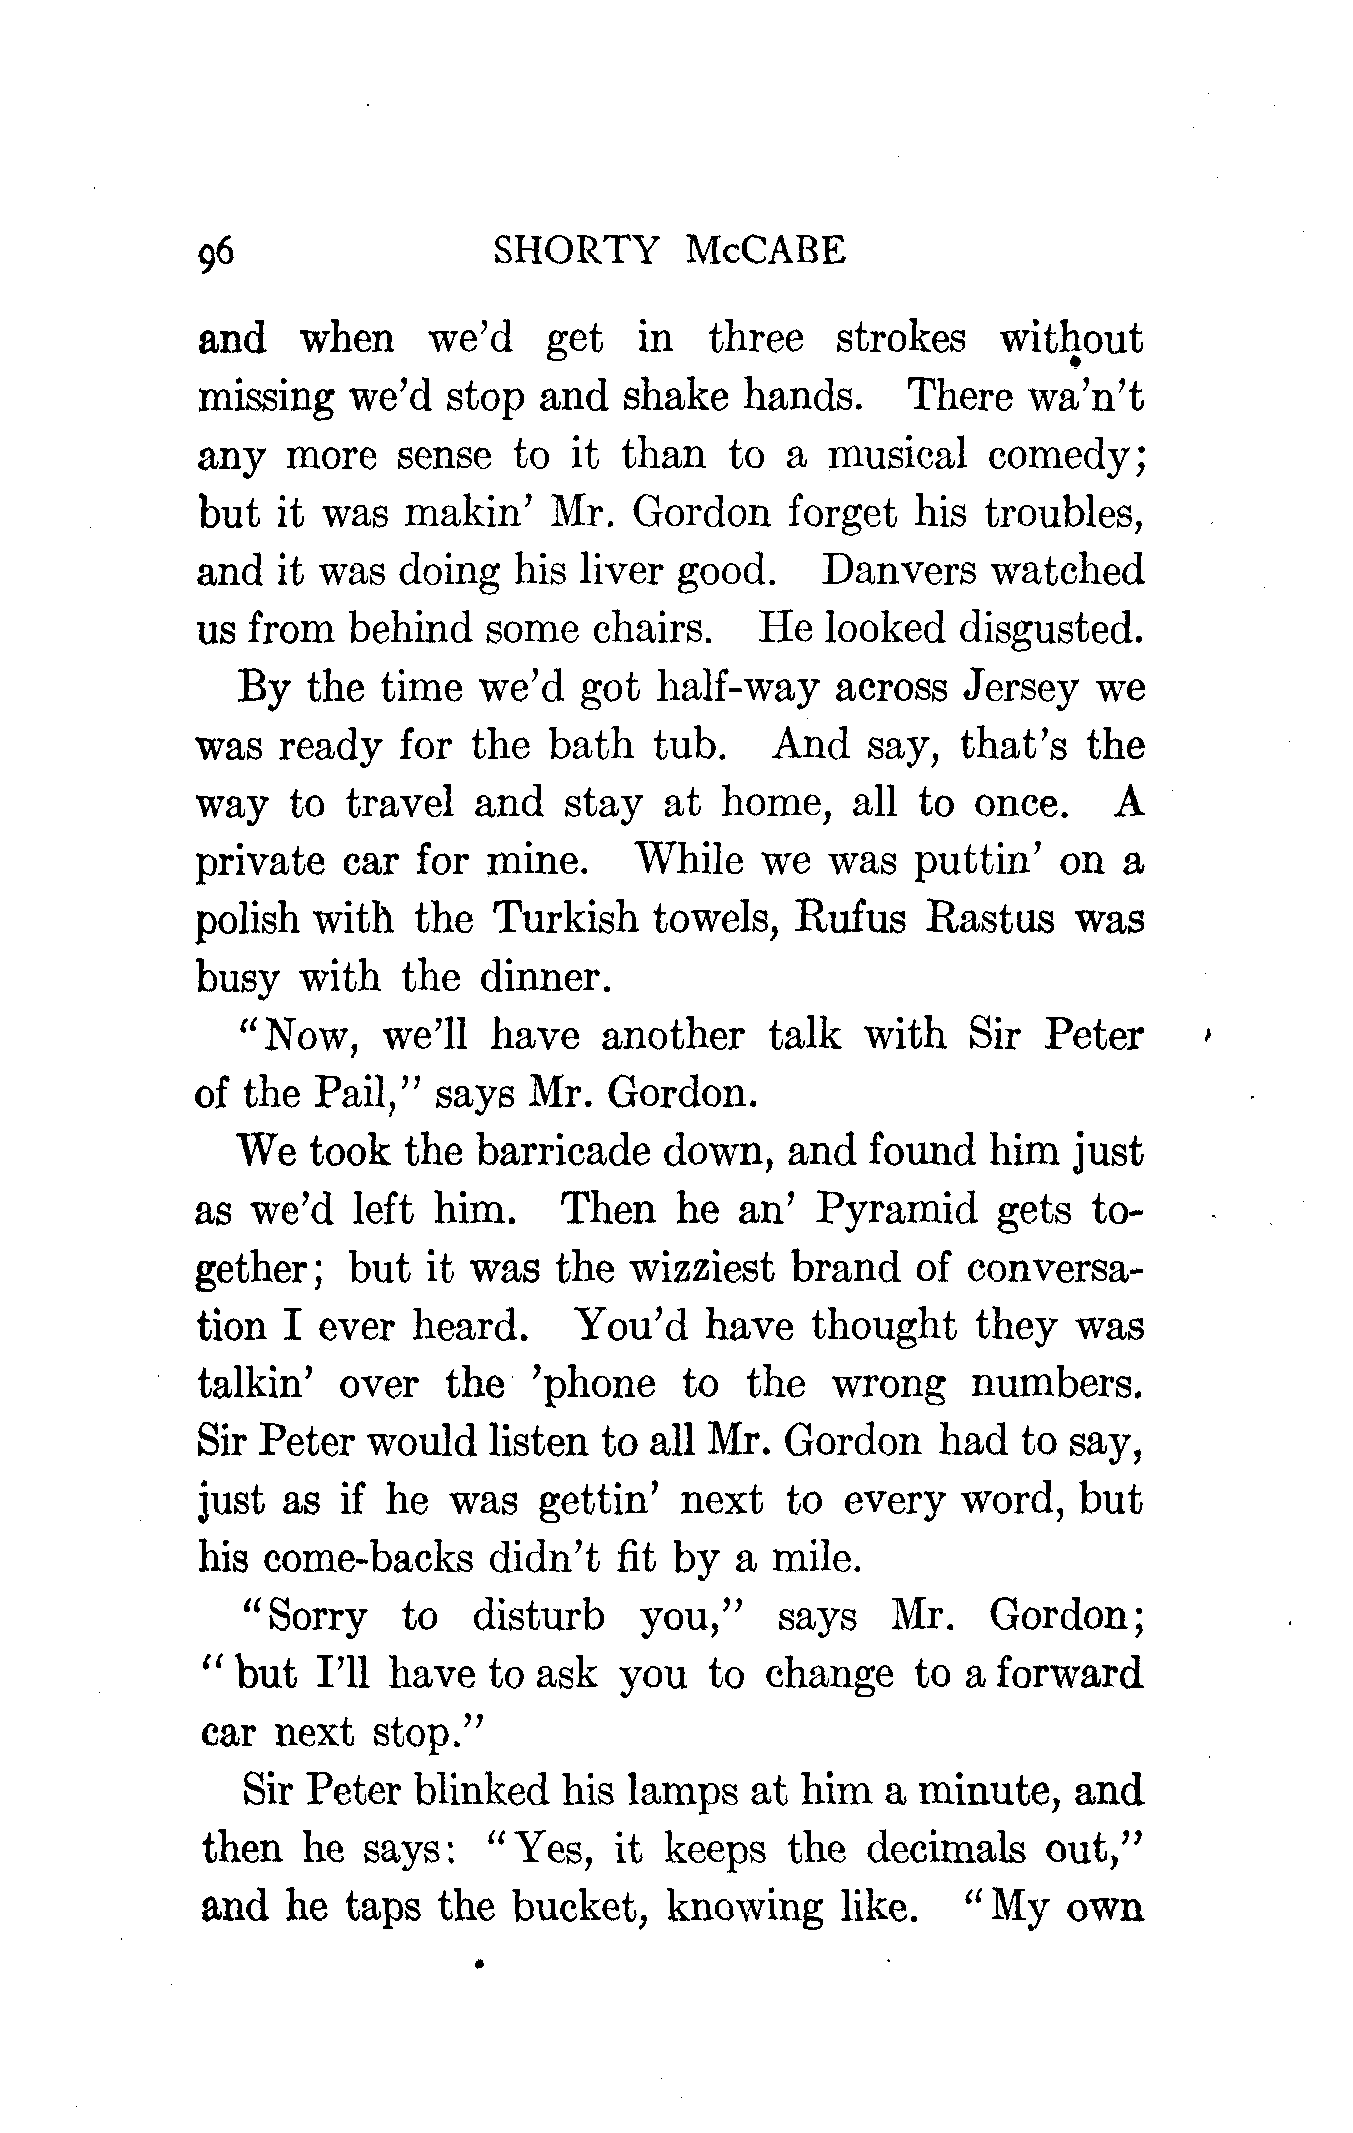 96 SHORTY McCABE
and when we'd get in three strokes without
missing we'd stop and shake hands. There wa'n't
any more sense to it than to a musical comedy;
but it was makin' Mr. Gordon forget his troubles,
and it was doing his liver good. Danvers watched
us from behind some chairs. He looked disgusted.
By the time we'd got half-way across Jersey we
was ready for the bath tub. And say, that's the
way to travel and stay at home, all to once. A
private car for mine. While we was puttin' on a
polish with the Turkish towels, Rufus Rastus was
busy with the dinner.
"Now, we'll have another talk with Sir Peter
of the Pail," says Mr. Gordon.
We took the barricade down, and found him just
as we'd left him. Then he an' Pyramid gets to-
gether; but it was the wizziest brand of conversa-
tion I ever heard. You'd have thought they was
talkin' over the 'phone to the wrong numbers.
Sir Peter would listen to all Mr. Gordon had to say,
just as if he was gettin' next to every word, but
his come-backs didn't fit by a mile.
"Sorry to disturb you," says Mr. Gordon;
"but I'll have to ask you to change to a forward
car next stop."
Sir Peter blinked his lamps at him a minute, and
then he says: "Yes, it keeps the decimals out,"
and he taps the bucket, knowing like. "My own